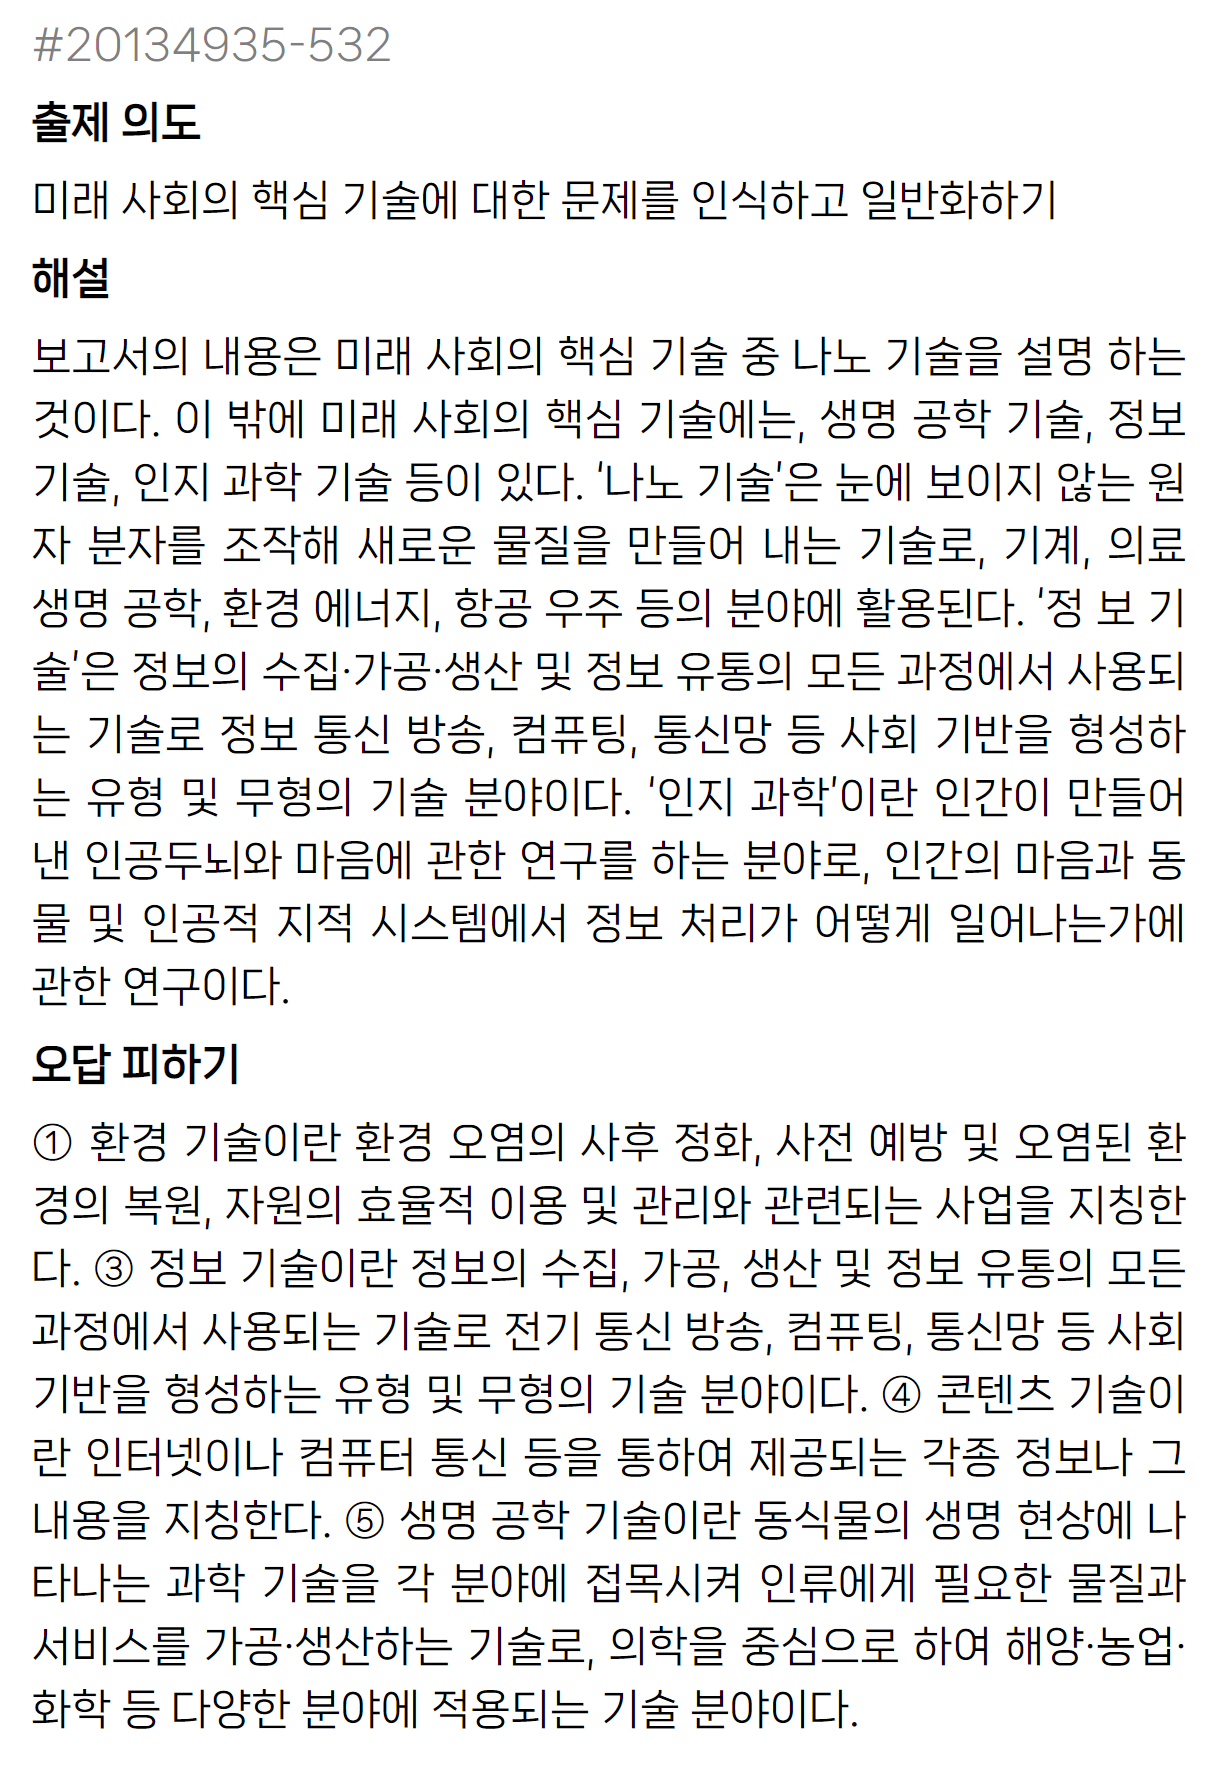 #20134935-532
출제 의도
미래 사회의 핵심 기술에 대한 문제를 인식하고 일반화하기
해설
보고서의 내용은 미래 사회의 핵심 기술 중 나노 기술을 설명 하는
것이다. 이 밖에 미래 사회의 핵심 기술에는, 생명 공학 기술, 정보
기술, 인지 과학 기술 등이 있다. '나노 기술'은 눈에 보이지 않는 원
자 분자를 조작해 새로운 물질을 만들어 내는 기술로, 기계, 의료
생명 공학, 환경 에너지, 항공 우주 등의 분야에 활용된다. '정 보 기
술'은 정보의 수집·가공·생산 및 정보 유통의 모든 과정에서 사용되
는 기술로 정보 통신 방송, 컴퓨팅, 통신망 등 사회 기반을 형성하
는 유형 및 무형의 기술 분야이다. '인지 과학'이란 인간이 만들어
낸 인공두뇌와 마음에 관한 연구를 하는 분야로, 인간의 마음과 동
물 및 인공적 지적 시스템에서 정보 처리가 어떻게 일어나는가에
관한 연구이다.
오답 피하기
① 환경 기술이란 환경 오염의 사후 정화, 사전 예방 및 오염된 환
경의 복원, 자원의 효율적 이용 및 관리와 관련되는 사업을 지칭한
다. ③ 정보 기술이란 정보의 수집, 가공, 생산 및 정보 유통의 모든
과정에서 사용되는 기술로 전기 통신 방송, 컴퓨팅, 통신망 등 사회
기반을 형성하는 유형 및 무형의 기술 분야이다. ④ 콘텐츠 기술이
란 인터넷이나 컴퓨터 통신 등을 통하여 제공되는 각종 정보나 그
내용을 지칭한다. ⑤ 생명 공학 기술이란 동식물의 생명 현상에 나
타나는 과학 기술을 각 분야에 접목시켜 인류에게 필요한 물질과
서비스를 가공·생산하는 기술로, 의학을 중심으로 하여 해양·농업·
화학 등 다양한 분야에 적용되는 기술 분야이다.